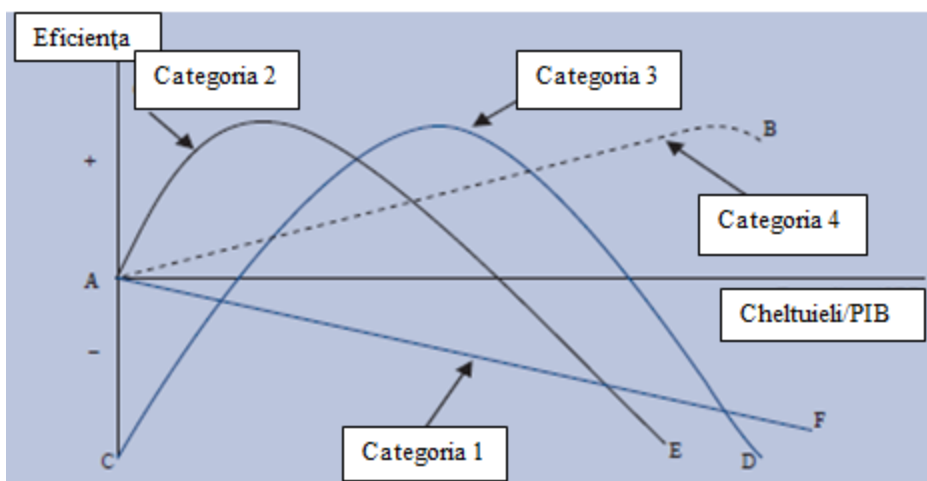 Eficiența
Categoria 2
Categoria 3
+
B
Categoria 4
A
Cheltuieli/PIB
–
F
Categoria 1
E
C
D